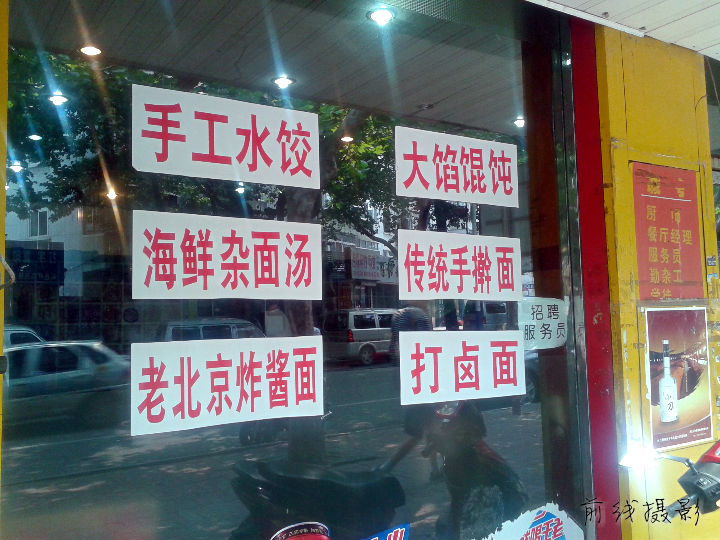 手工水饺
海鲜杂面汤
老北京炸酱面
大馅馄饨
传统手擀面
打卤面
招聘
服务员
厨师
餐厅经理
服务员
勤杂工
前线摄影